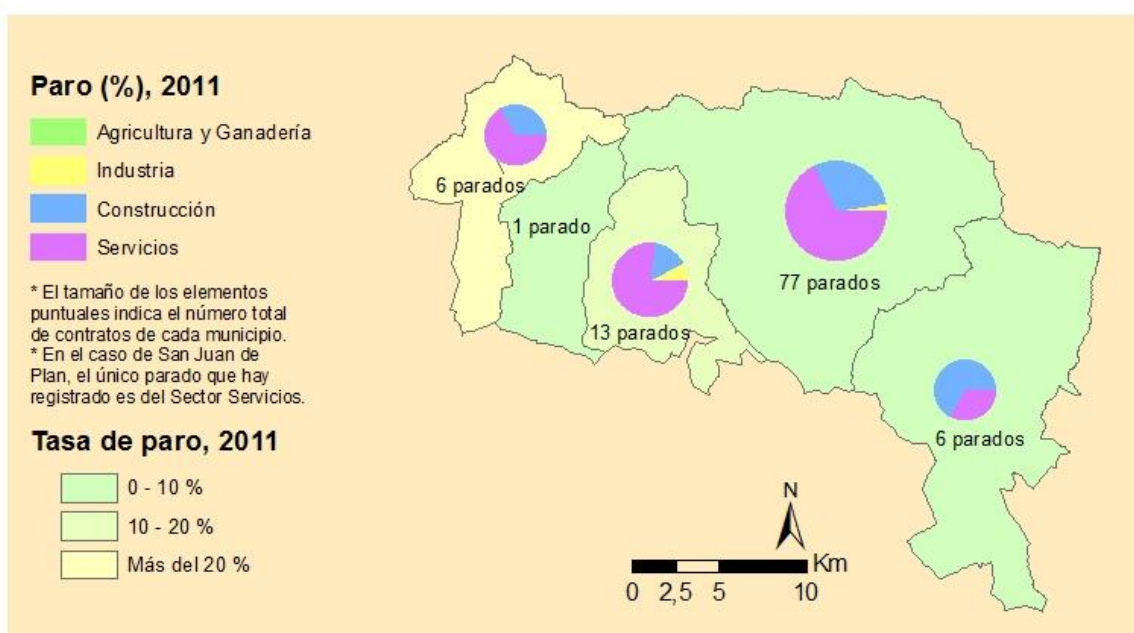 Paro (%), 2011
Agricultura y Ganadería
Industria
Construcción
Servicios
* El tamaño de los elementos
puntuales indica el número total
de contratos de cada municipio.
* En el caso de San Juan de
Plan, el único parado que hay
registrado es del Sector Servicios.
Tasa de paro, 2011
0 - 10 %
10 - 20 %
Más del 20 %
6 parados
1 parado
13 parados
77 parados
6 parados
N
Km
0 2,5 5 10